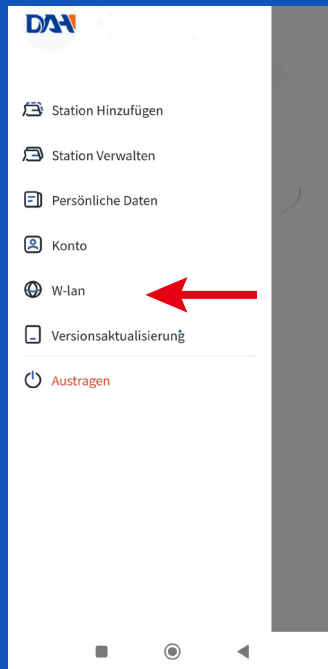 DAH
Station Hinzufügen
Station Verwalten
Persönliche Daten
Konto
W-lan
Versionsaktualisierung
Austragen